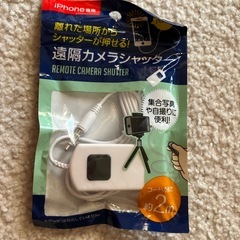 iPhone専用
離れた場所から
シャッターが押せる!
遠隔カメラシャッター
REMOTE CAMERA SHUTTER
集合写真
や自撮りに
便利!
約2m